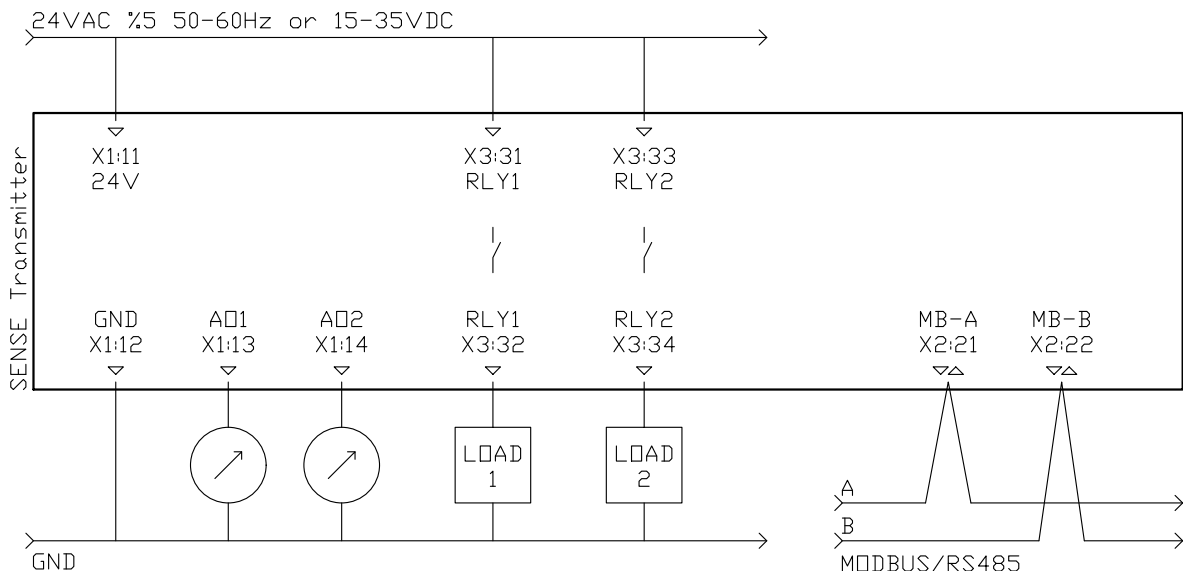 24VAC %5 50-60Hz or 15-35VDC
SENSE Transmitter
X1:11
24V
X3:31
RLY1
X3:33
RLY2
GND
X1:12
AO1
X1:13
AO2
X1:14
RLY1
X3:32
RLY2
X3:34
MB-A
X2:21
MB-B
X2:22
LOAD
1
LOAD
2
A
B
GND
MODBUS/RS485